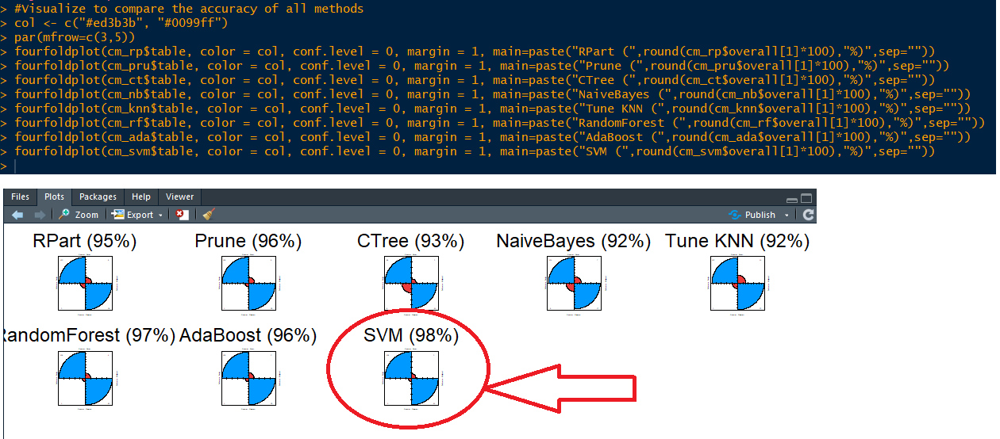 > #Visualize to compare the accuracy of all methods
> col <- c("#ed3b3b", "#0099ff")
> par(mfrow=c(3,5))
> fourfoldplot(cm_rp$table, color = col, conf.level = 0, margin = 1, main=paste("RPart (",round(cm_rp$overall[1]*100),"%)",sep=""))
> fourfoldplot(cm_pru$table, color = col, conf.level = 0, margin = 1, main=paste("Prune (",round(cm_pru$overall[1]*100),"%)",sep=""))
> fourfoldplot(cm_ct$table, color = col, conf.level = 0, margin = 1, main=paste("CTree (",round(cm_ct$overall[1]*100),"%)",sep=""))
> fourfoldplot(cm_nb$table, color = col, conf.level = 0, margin = 1, main=paste("NaiveBayes (",round(cm_nb$overall[1]*100),"%)",sep=""))
> fourfoldplot(cm_knn$table, color = col, conf.level = 0, margin = 1, main=paste("Tune KNN (",round(cm_knn$overall[1]*100),"%)",sep=""))
> fourfoldplot(cm_rf$table, color = col, conf.level = 0, margin = 1, main=paste("RandomForest (",round(cm_rf$overall[1]*100),"%)",sep=""))
> fourfoldplot(cm_ada$table, color = col, conf.level = 0, margin = 1, main=paste("AdaBoost (",round(cm_ada$overall[1]*100),"%)",sep=""))
> fourfoldplot(cm_svm$table, color = col, conf.level = 0, margin = 1, main=paste("SVM (",round(cm_svm$overall[1]*100),"%)",sep=""))
>
Files Plots Packages Help Viewer
Zoom Export Publish
RPart (95%) Prune (96%) CTree (93%) NaiveBayes (92%) Tune KNN (92%)
RandomForest (97%) AdaBoost (96%) SVM (98%)